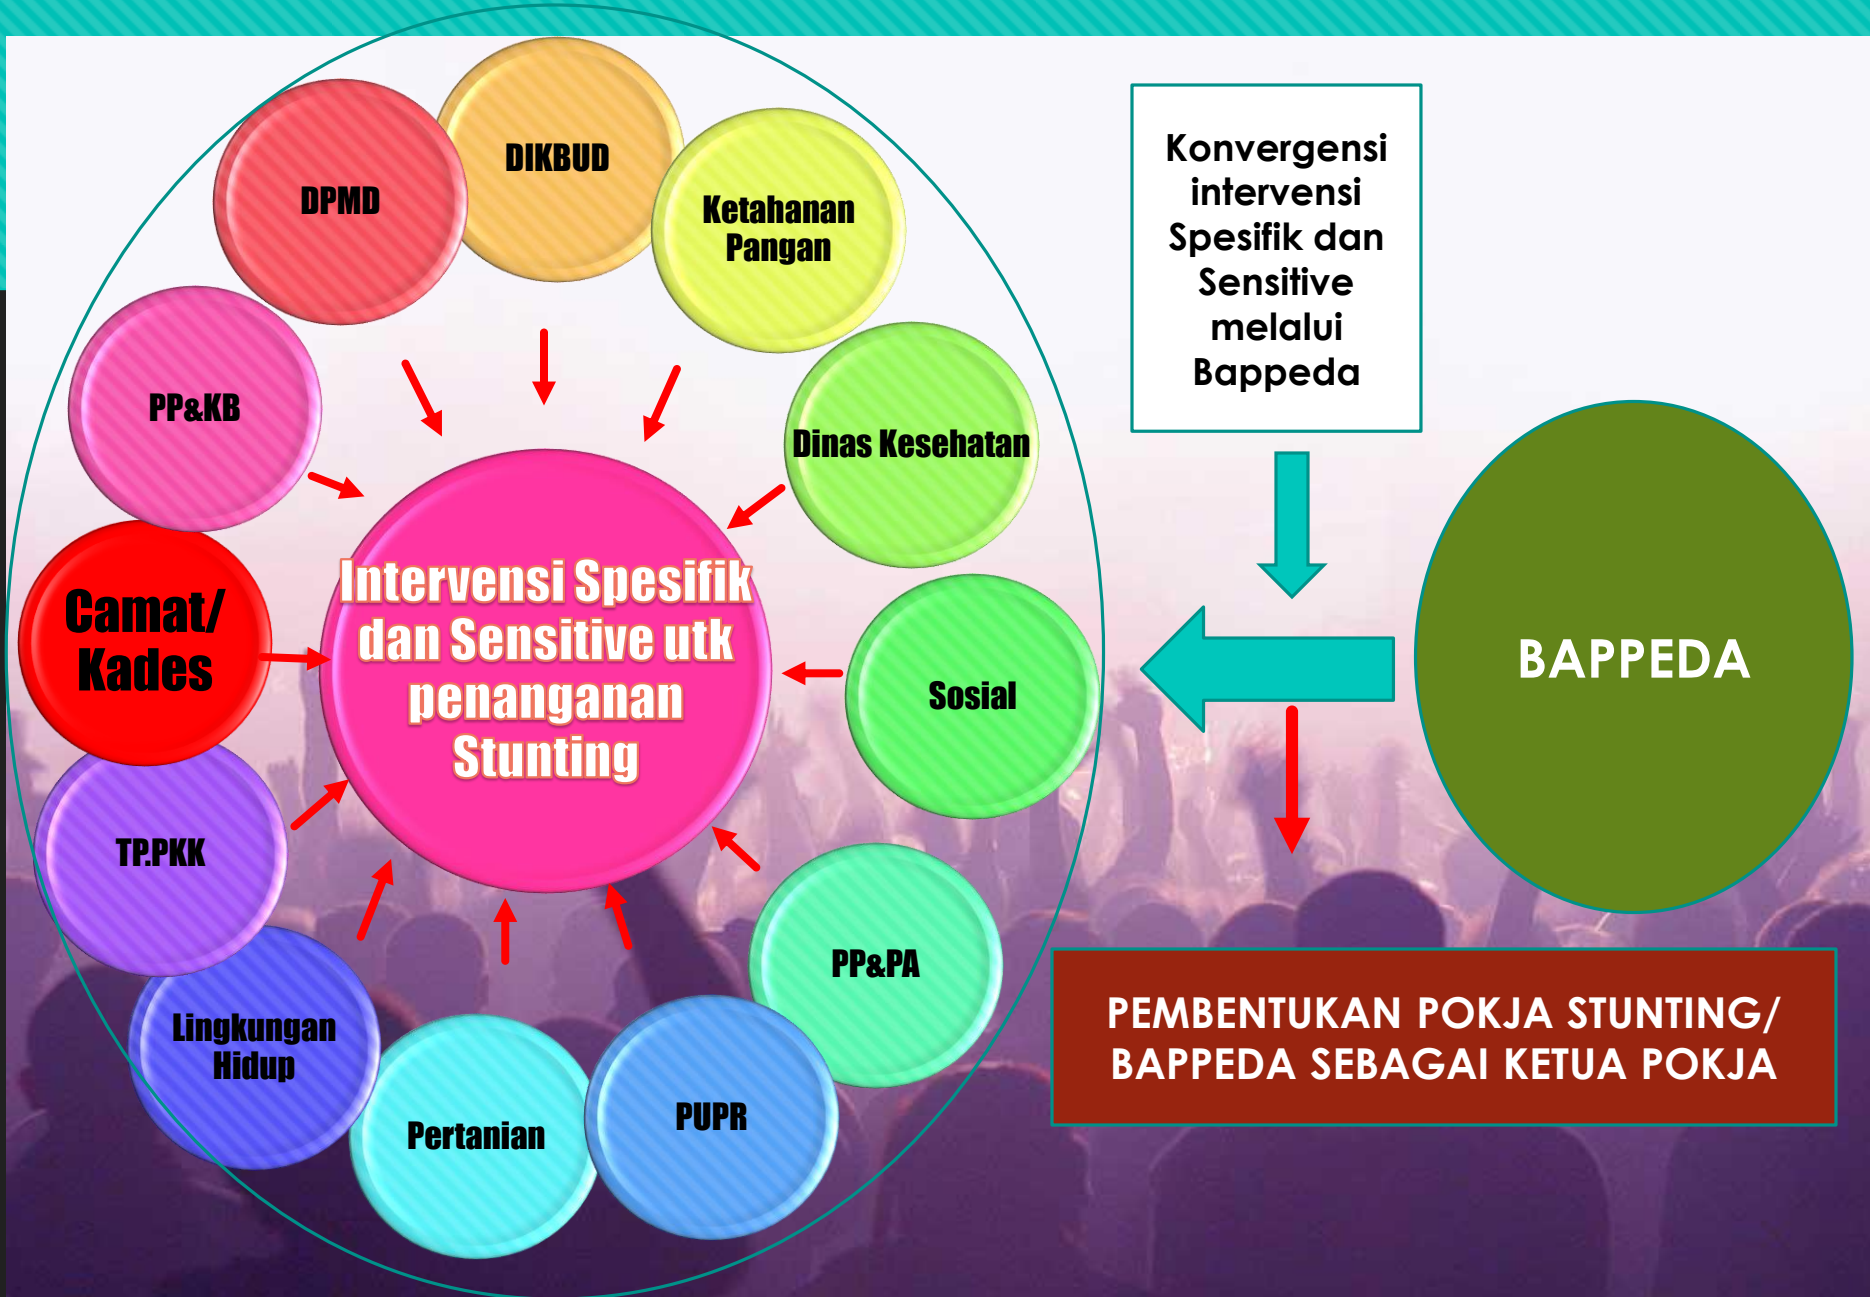 DIKBUD
DPMD
Ketahanan
Pangan
PP&KB
Dinas Kesehatan
Camat/
Kades
Intervensi Spesifik
dan Sensitive utk
penanganan
Stunting
Sosial
TP.PKK
PP&PA
Lingkungan
Hidup
Pertanian
PUPR
Konvergensi
intervensi
Spesifik dan
Sensitive
melalui
Bappeda
BAPPEDA
PEMBENTUKAN POKJA STUNTING/
BAPPEDA SEBAGAI KETUA POKJA